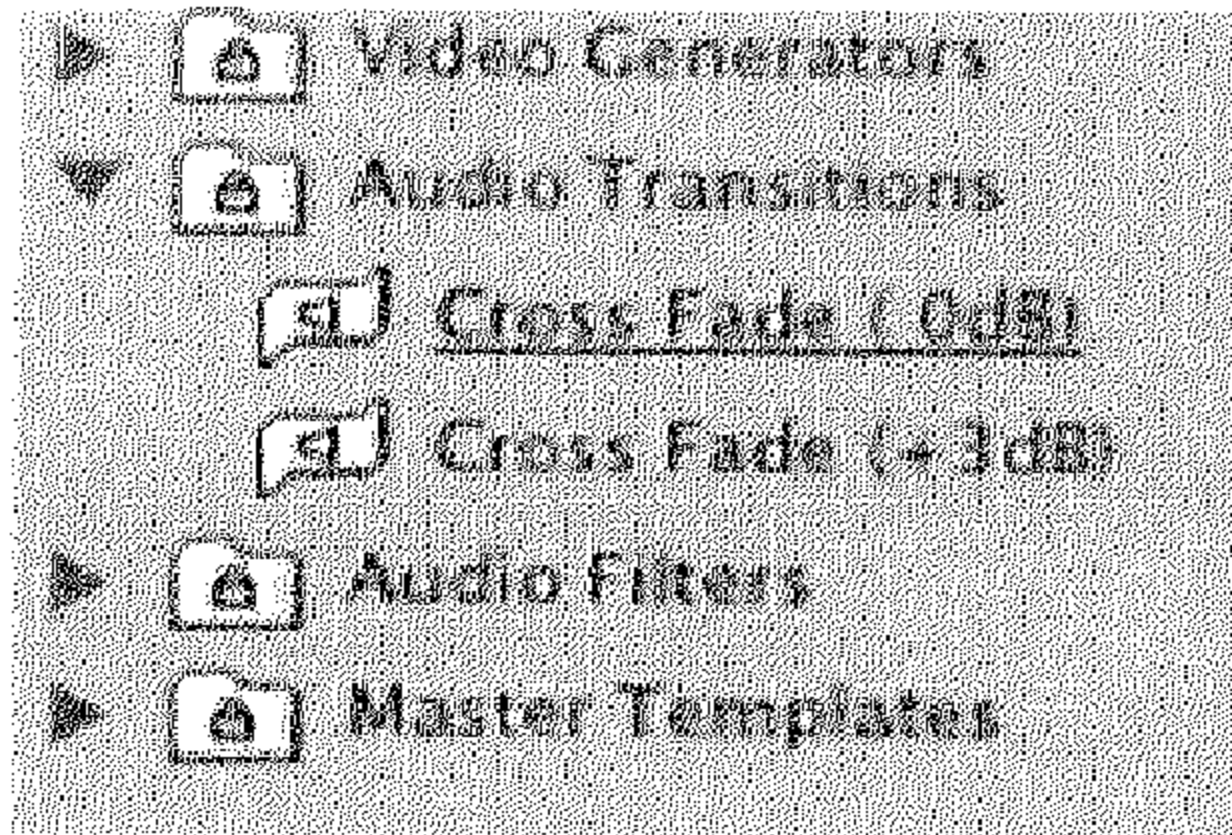 Video Generators
Audio Transitions
Cross Fade ( 0dB)
Cross Fade (+3dB)
Audio Filters
Master Templates